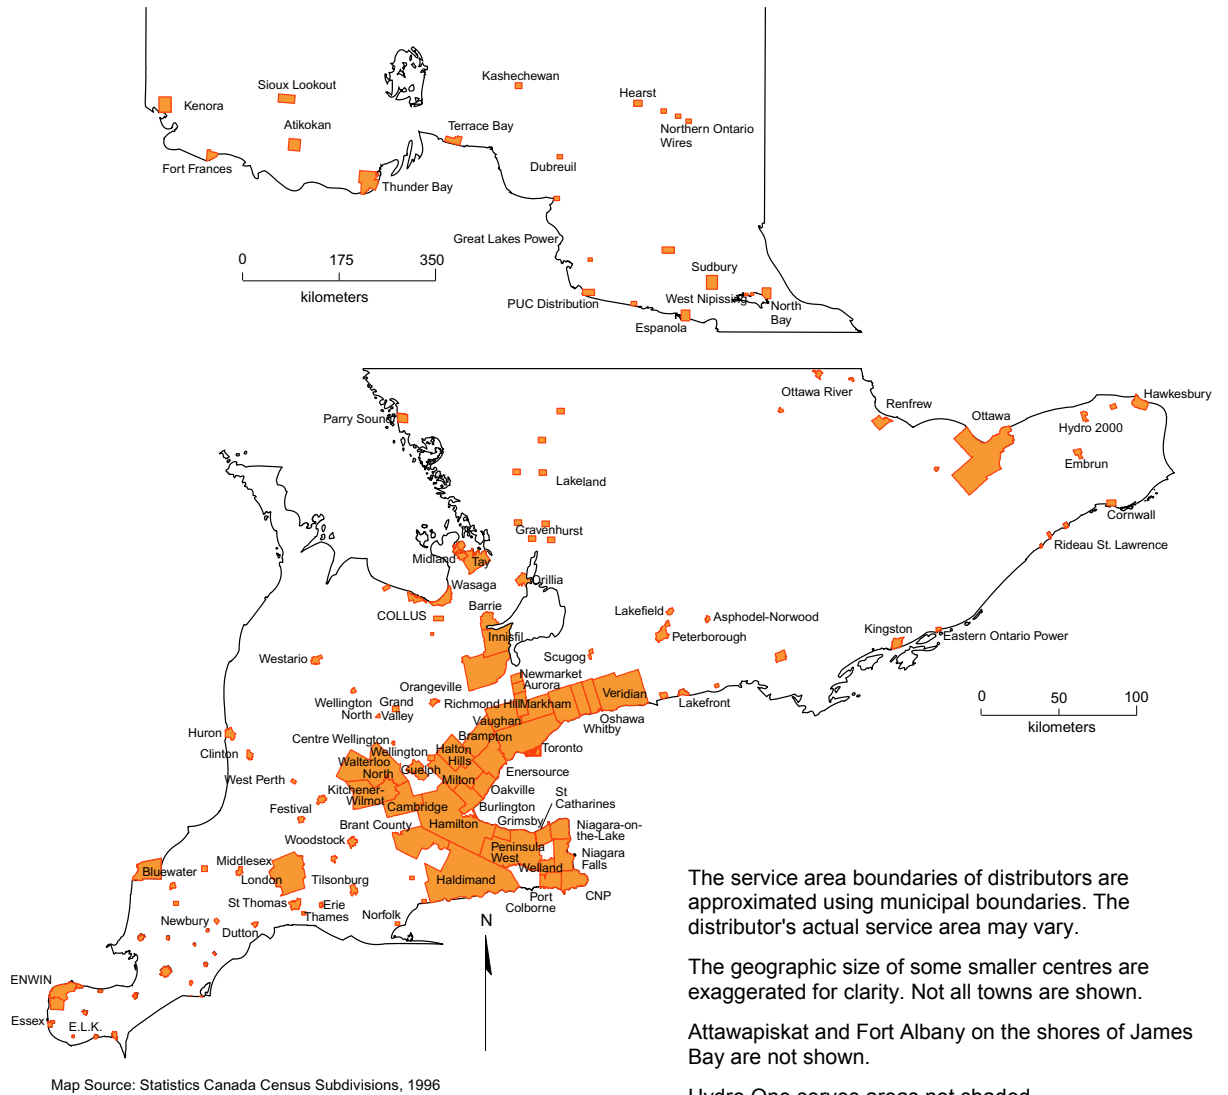 Kashechewan
Sioux Lookout
Hearst
Kenora
Atikokan
Terrace Bay
Northern Ontario
Wires
Fort Frances
Dubreuil
Thunder Bay
Great Lakes Power
0 175 350
kilometers
Sudbury
PUC Distribution
West Nipissing
North
Bay
Espanola
Ottawa River
Hawkesbury
Renfrew
Parry Sound
Ottawa
Hydro 2000
Embrun
Lakeland
Cornwall
Gravenhurst
Rideau St. Lawrence
Midland
Tay
Orillia
Wasaga
Barrie
COLLUS
Lakefield
Asphodel-Norwood
Innisfil
Peterborough
Kingston
Eastern Ontario Power
Westario
Scugog
Newmarket
Aurora
Orangeville
Veridian
Wellington
North
Grand
Valley
Richmond Hill
Markham
Lakefront
0 50 100
kilometers
Vaughan
Oshawa
Whitby
Huron
Centre Wellington
Brampton
Clinton
Wellington
North
Halton
Hills
Toronto
Walterloo
Guelph
Enersource
West Perth
Milton
Kitchener-
Wilmot
Oakville
St
Catharines
Festival
Cambridge
Burlington
Grimsby
Brant County
Hamilton
Niagara-on-
the-Lake
Woodstock
Peninsula
West
Niagara
Falls
Middlesex
Bluewater
Welland
London
Tilsonburg
Haldimand
Port
Colborne
CNP
St Thomas
Erie
Thames
Norfolk
N
Newbury
Dutton
ENWIN
Essex
E.L.K.
The service area boundaries of distributors are
approximated using municipal boundaries. The
distributor's actual service area may vary.
The geographic size of some smaller centres are
exaggerated for clarity. Not all towns are shown.
Attawapiskat and Fort Albany on the shores of James
Bay are not shown.
Hydro One serves areas not shaded
Map Source: Statistics Canada Census Subdivisions, 1996